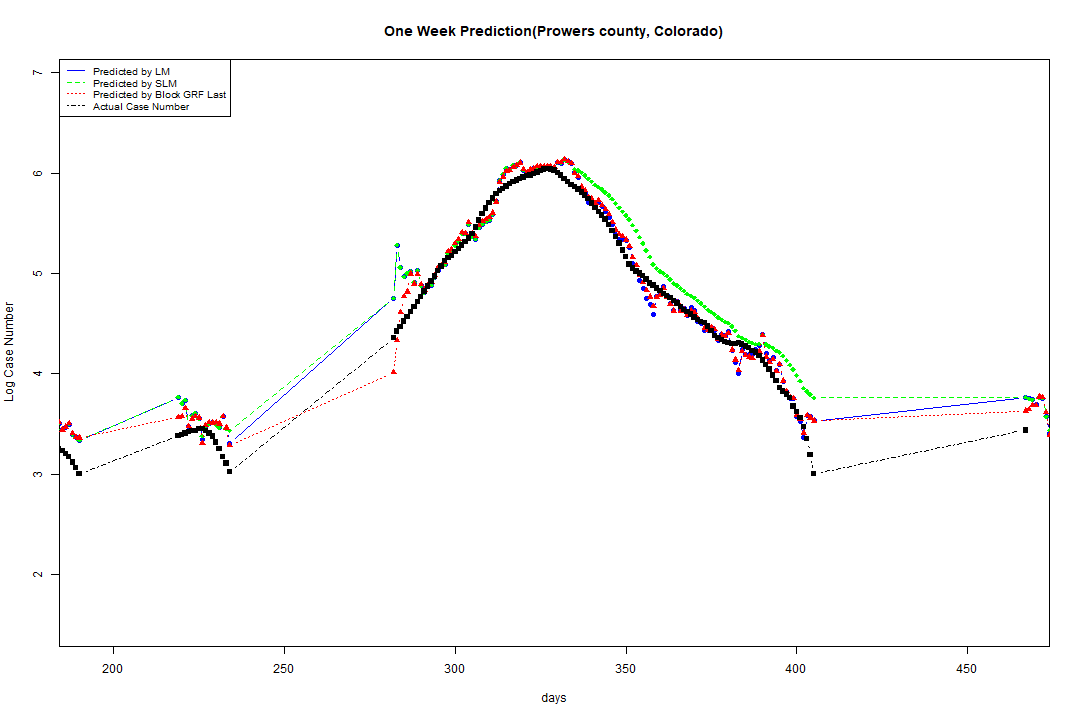 One Week Prediction(Prowers county, Colorado)
Predicted by LM
Predicted by SLM
Predicted by Block GRF Last
Actual Case Number
Log Case Number
7
6
5
4
3
2
200 250 300 350 400 450
days